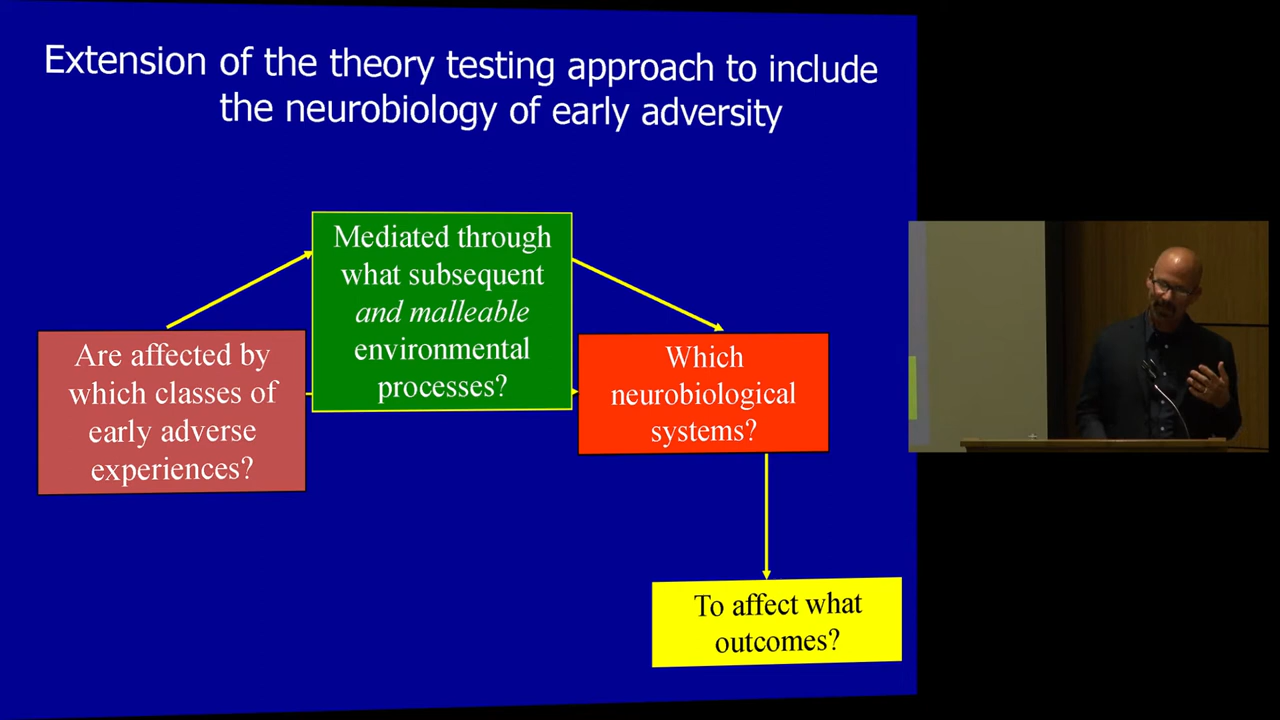 Extension of the theory testing approach to include
the neurobiology of early adversity
Mediated through
what subsequent
and malleable
environmental
processes?
Are affected by
which classes of
early adverse
experiences?
Which
neurobiological
systems?
To affect what
outcomes?